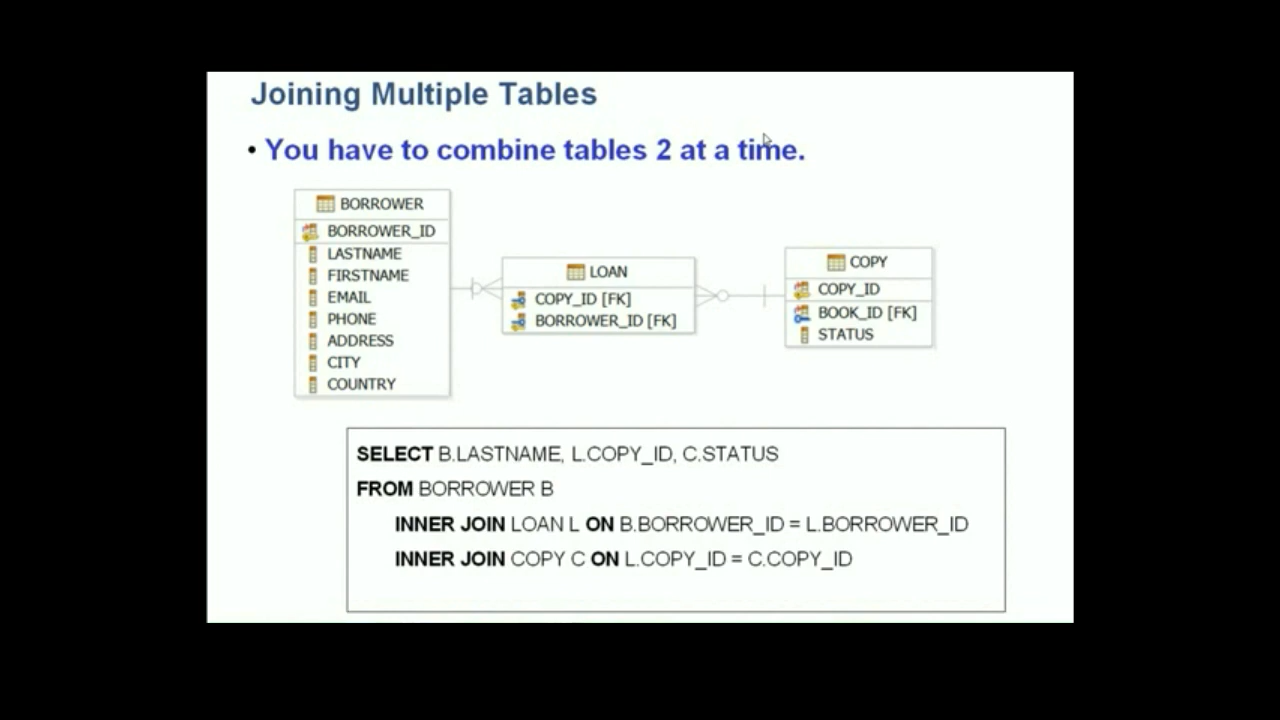 Joining Multiple Tables
• You have to combine tables 2 at a time.
BORROWER
BORROWER_ID
LASTNAME
FIRSTNAME
EMAIL
PHONE
ADDRESS
CITY
COUNTRY
LOAN
COPY_ID [FK]
BORROWER_ID [FK]
COPY
COPY_ID
BOOK_ID [FK]
STATUS
SELECT B.LASTNAME, L.COPY_ID, C.STATUS
FROM BORROWER B
INNER JOIN LOAN L ON B.BORROWER_ID = L.BORROWER_ID
INNER JOIN COPY C ON L.COPY_ID = C.COPY_ID